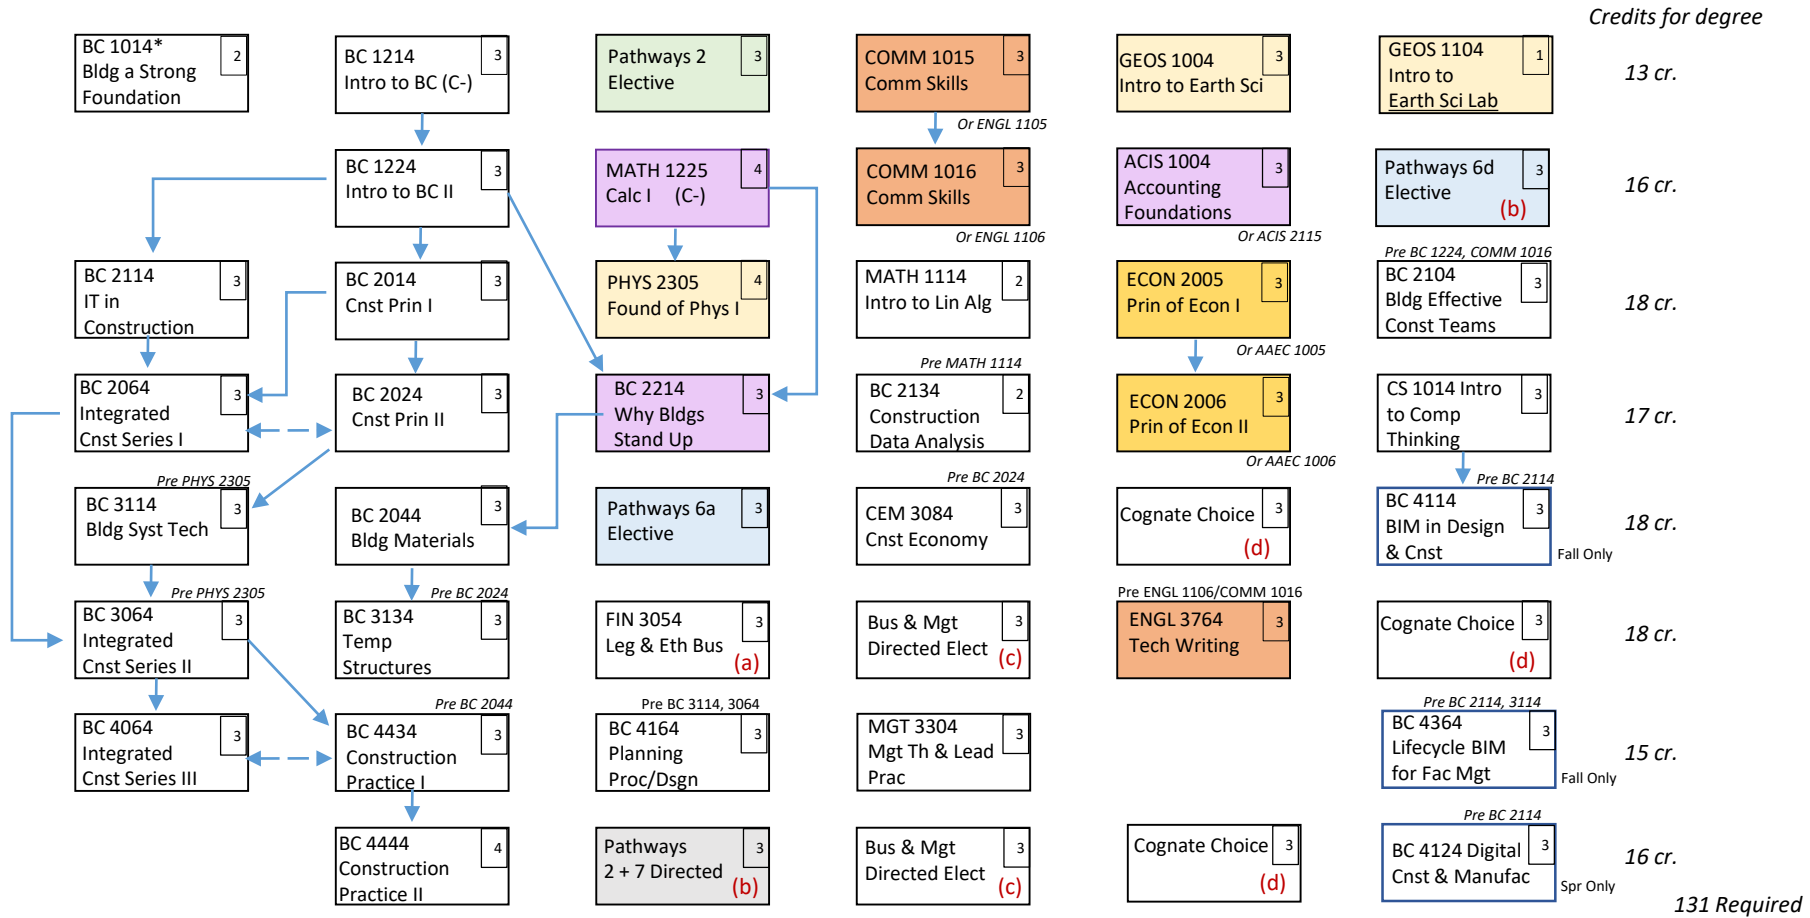 Credits for degree
BC 1014*
Bldg a Strong
Foundation
2
BC 1214
Intro to BC (C-)
3
Pathways 2
Elective
3
COMM 1015
Comm Skills
3
Or ENGL 1105
GEOS 1004
Intro to Earth Sci
3
GEOS 1104
Intro to
Earth Sci Lab
1
13 cr.
BC 1224
Intro to BC II
3
MATH 1225
Calc I (C-)
4
COMM 1016
Comm Skills
3
Or ENGL 1106
ACIS 1004
Accounting
Foundations
3
Or ACIS 2115
Pathways 6d
Elective
3
(b)
16 cr.
BC 2114
IT in
Construction
3
BC 2014
Cnst Prin I
3
PHYS 2305
Found of Phys I
4
MATH 1114
Intro to Lin Alg
2
ECON 2005
Prin of Econ I
3
Or AAEC 1005
Pre BC 1224, COMM 1016
BC 2104
Bldg Effective
Const Teams
3
18 cr.
BC 2064
Integrated
Cnst Series I
3
BC 2024
Cnst Prin II
3
BC 2214
Why Bldgs
Stand Up
3
Pre MATH 1114
BC 2134
Construction
Data Analysis
2
ECON 2006
Prin of Econ II
3
Or AAEC 1006
CS 1014 Intro
to Comp
Thinking
3
17 cr.
Pre PHYS 2305
BC 3114
Bldg Syst Tech
3
BC 2044
Bldg Materials
3
Pathways 6a
Elective
3
Pre BC 2024
CEM 3084
Cnst Economy
3
Cognate Choice
3
(d)
Pre BC 2114
BC 4114
BIM in Design
& Cnst
3
Fall Only
18 cr.
Pre PHYS 2305
BC 3064
Integrated
Cnst Series II
3
Pre BC 2024
BC 3134
Temp
Structures
3
FIN 3054
Leg & Eth Bus
3
(a)
Bus & Mgt
Directed Elect
3
(c)
Pre ENGL 1106/COMM 1016
ENGL 3764
Tech Writing
3
Cognate Choice
3
(d)
18 cr.
BC 4064
Integrated
Cnst Series III
3
Pre BC 2044
BC 4434
Construction
Practice I
3
Pre BC 3114, 3064
BC 4164
Planning
Proc/Dsgn
3
MGT 3304
Mgt Th & Lead
Prac
3
Pre BC 2114, 3114
BC 4364
Lifecycle BIM
for Fac Mgt
3
Fall Only
15 cr.
BC 4444
Construction
Practice II
4
Pathways
2 + 7 Directed
3
(b)
Bus & Mgt
Directed Elect
3
(c)
Cognate Choice
3
(d)
Pre BC 2114
BC 4124 Digital
Cnst & Manufac
3
Spr Only
16 cr.
131 Required